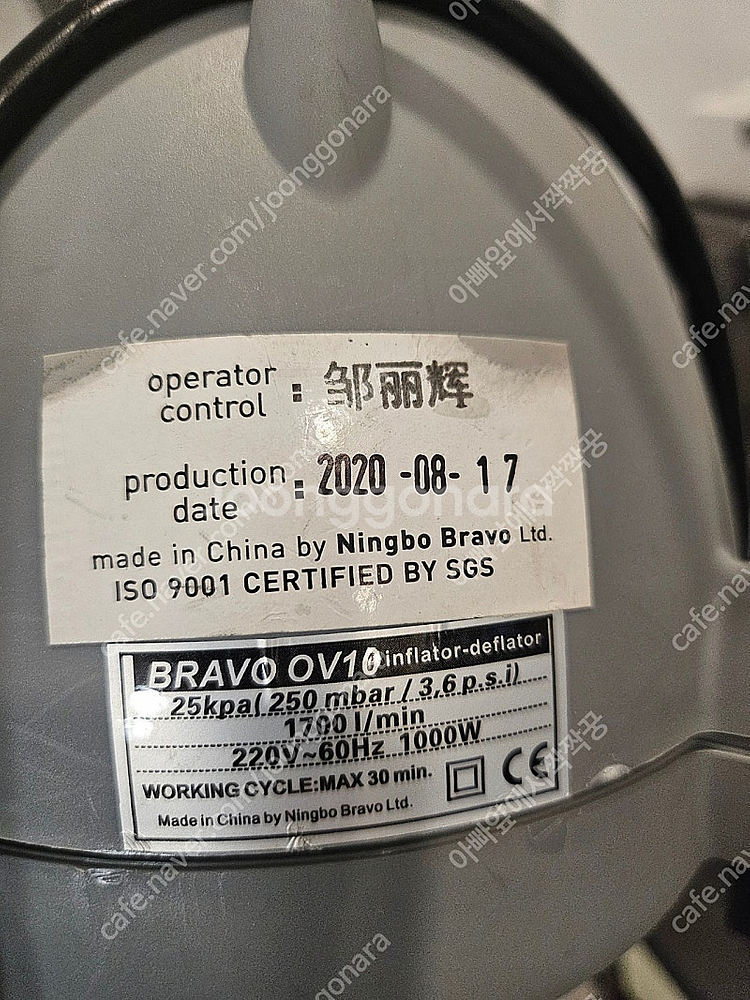 operator control : 邹丽辉
production date : 2020 -08- 17
made in China by Ningbo Bravo Ltd.
ISO 9001 CERTIFIED BY SGS
BRAVO OV10 inflator-deflator
25kpa( 250 mbar / 3,6 p.s.i)
1700 l/min
220V~60Hz 1000W
WORKING CYCLE:MAX 30 min.
CE
Made in China by Ningbo Bravo Ltd.
cafe.naver.com/joonggonara
아빠앞에서짝짝쿵
joonggonara